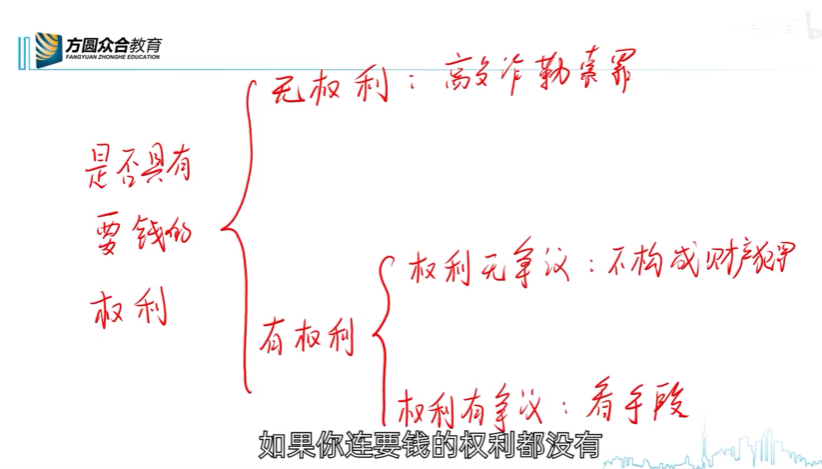 方圆众合教育
FANGYUAN ZHONGHE EDUCATION
无权利：敲诈勒索罪
是否具有
要钱的
权利
权利无争议：不构成财产犯罪
有权利
权利有争议：看手段
如果你连要钱的权利都没有